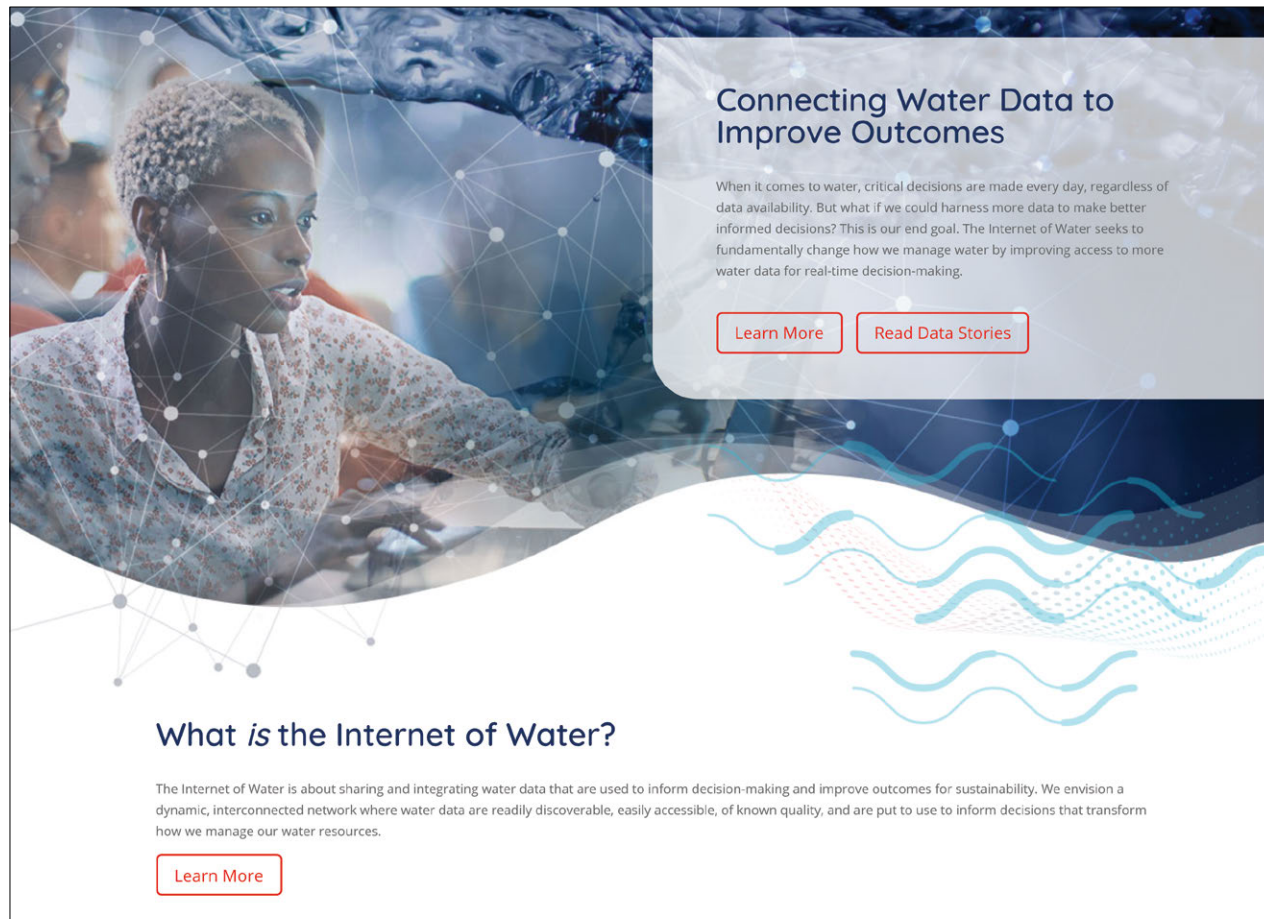 Connecting Water Data to
Improve Outcomes
When it comes to water, critical decisions are made every day, regardless of
data availability. But what if we could harness more data to make better
informed decisions? This is our end goal. The Internet of Water seeks to
fundamentally change how we manage water by improving access to more
water data for real-time decision-making.
Learn More
Read Data Stories
What is the Internet of Water?
The Internet of Water is about sharing and integrating water data that are used to inform decision-making and improve outcomes for sustainability. We envision a
dynamic, interconnected network where water data are readily discoverable, easily accessible, of known quality, and are put to use to inform decisions that transform
how we manage our water resources.
Learn More